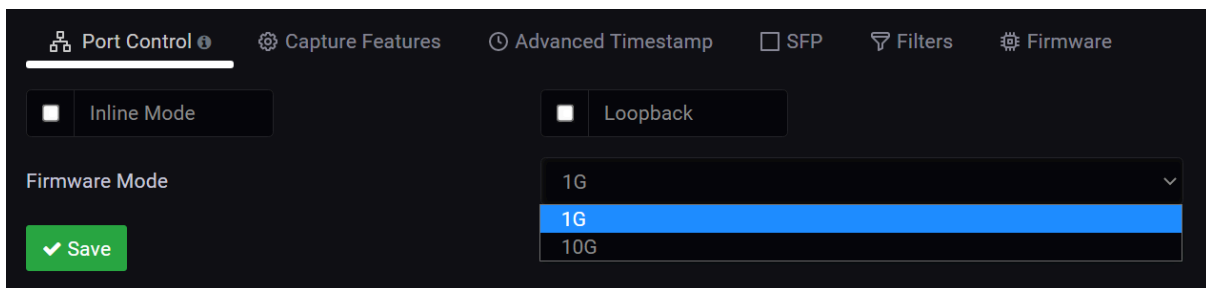 Port Control Capture Features Advanced Timestamp SFP Filters Firmware
Inline Mode Loopback
Firmware Mode 1G
1G
Save
10G